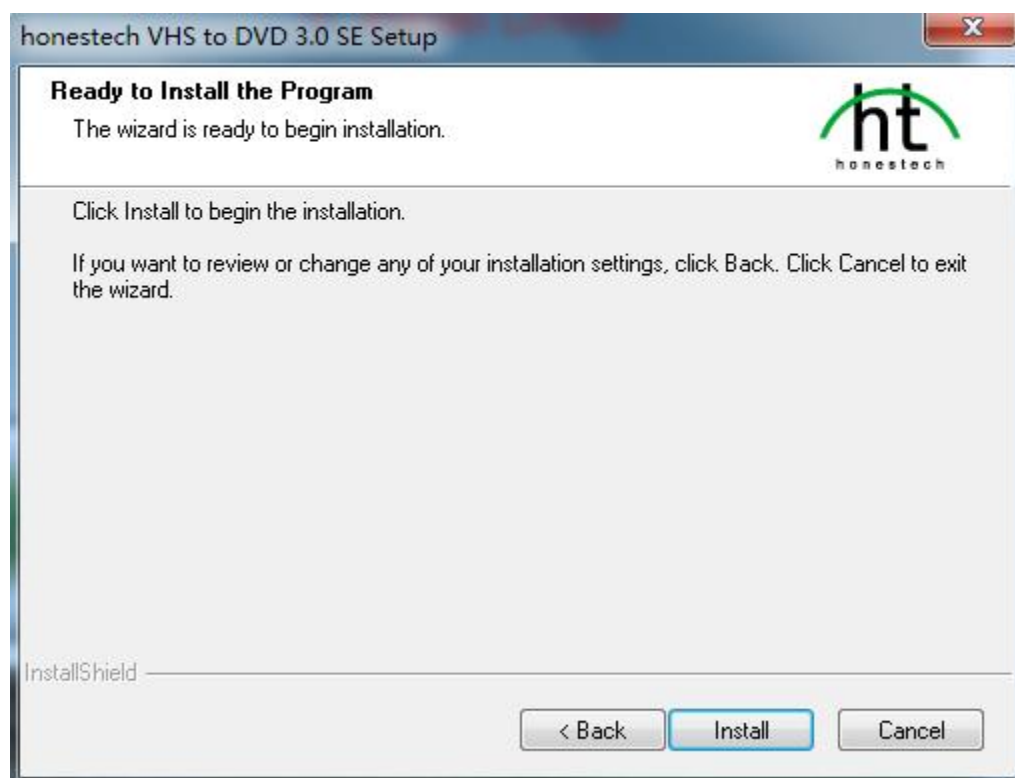 honestech VHS to DVD 3.0 SE Setup
Ready to Install the Program
The wizard is ready to begin installation.
ht
honestech
Click Install to begin the installation.
If you want to review or change any of your installation settings, click Back. Click Cancel to exit
the wizard.
InstallShield
< Back
Install
Cancel